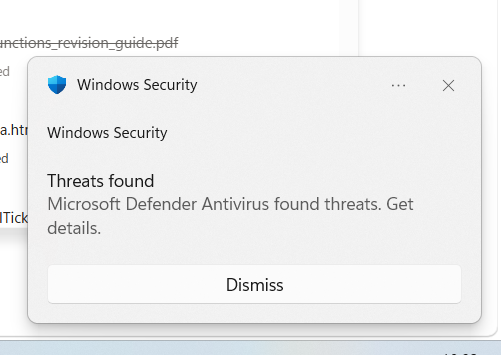 unctions_revision_guide.pdf
ed
Windows Security
Windows Security
a.htm
ed
Threats found
Microsoft Defender Antivirus found threats. Get
details.
Tick
Dismiss